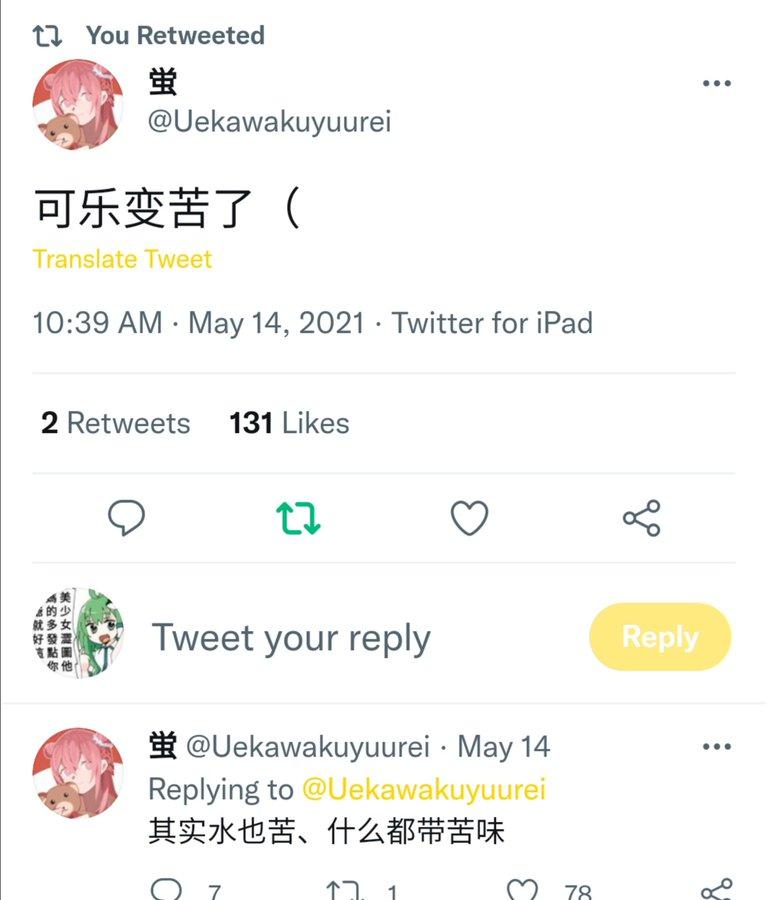 You Retweeted
蛍
@Uekawakuyuurei
可乐变苦了（
Translate Tweet
10:39 AM · May 14, 2021 · Twitter for iPad
2 Retweets 131 Likes
Tweet your reply
Reply
蛍 @Uekawakuyuurei · May 14
Replying to @Uekawakuyuurei
其实水也苦、什么都带苦味
7 1 78